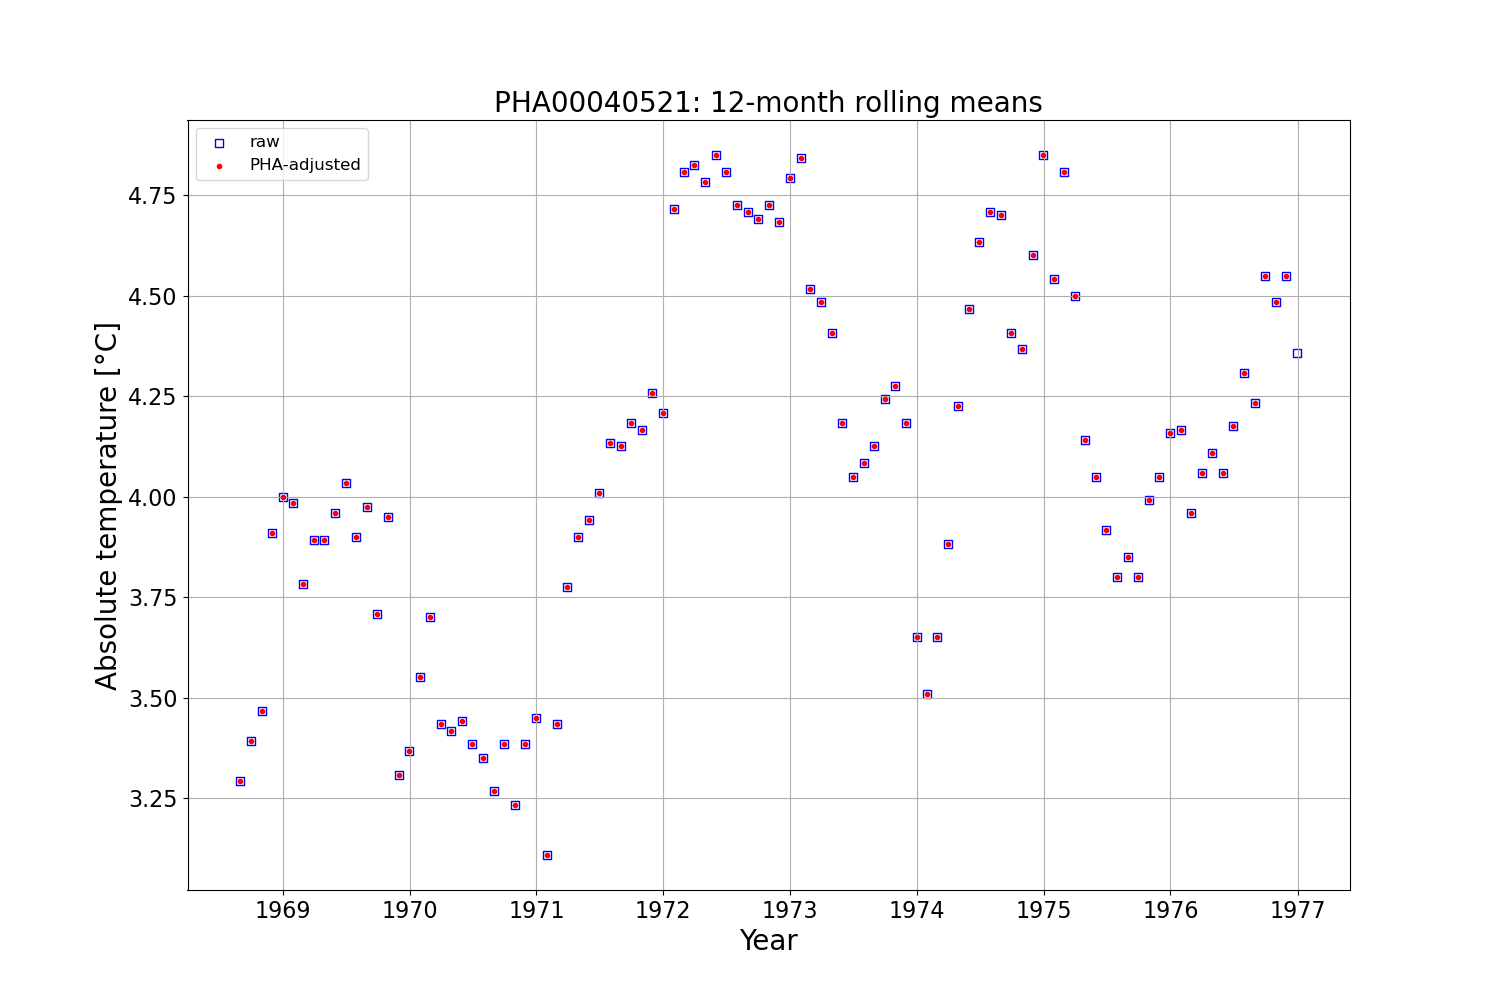 PHA00040521: 12-month rolling means
raw
PHA-adjusted
Absolute temperature [°C]
4.75
4.50
4.25
4.00
3.75
3.50
3.25
1969 1970 1971 1972 1973 1974 1975 1976 1977
Year